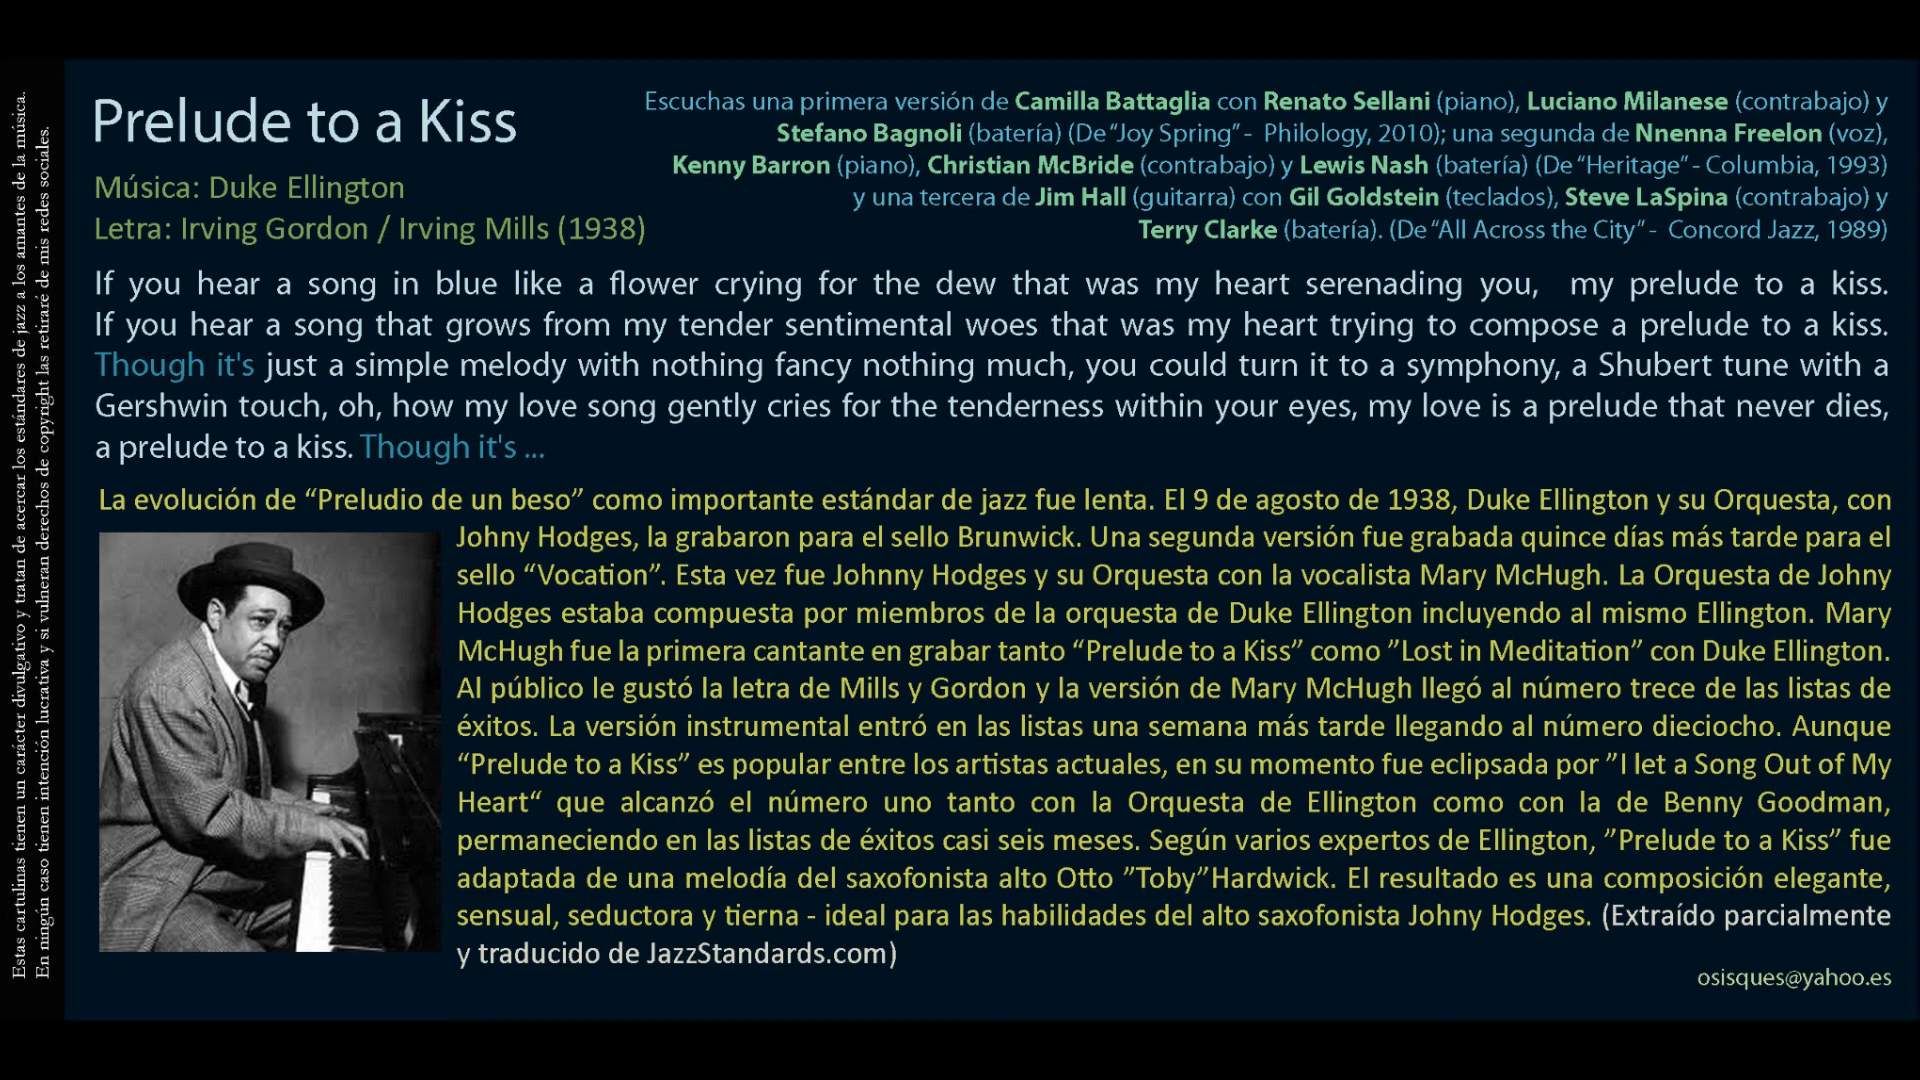 Estas cartulinas tienen un carácter divulgativo y tratan de acercar los estándares de jazz a los amantes de la música.
En ningún caso tienen intención lucrativa y si vulneran derechos de copyright las retiraré de mis redes sociales.
Prelude to a Kiss
Música: Duke Ellington
Letra: Irving Gordon / Irving Mills (1938)
Escuchas una primera versión de Camilla Battaglia con Renato Sellani (piano), Luciano Milanese (contrabajo) y
Stefano Bagnoli (batería) (De “Joy Spring” - Philology, 2010); una segunda de Nnenna Freelon (voz),
Kenny Barron (piano), Christian McBride (contrabajo) y Lewis Nash (batería) (De “Heritage” - Columbia, 1993)
y una tercera de Jim Hall (guitarra) con Gil Goldstein (teclados), Steve LaSpina (contrabajo) y
Terry Clarke (batería). (De “All Across the City” - Concord Jazz, 1989)
If you hear a song in blue like a flower crying for the dew that was my heart serenading you, my prelude to a kiss.
If you hear a song that grows from my tender sentimental woes that was my heart trying to compose a prelude to a kiss.
Though it's just a simple melody with nothing fancy nothing much, you could turn it to a symphony, a Shubert tune with a
Gershwin touch, oh, how my love song gently cries for the tenderness within your eyes, my love is a prelude that never dies,
a prelude to a kiss. Though it's ...
La evolución de “Preludio de un beso” como importante estándar de jazz fue lenta. El 9 de agosto de 1938, Duke Ellington y su Orquesta, con
Johny Hodges, la grabaron para el sello Brunwick. Una segunda versión fue grabada quince días más tarde para el
sello “Vocation”. Esta vez fue Johnny Hodges y su Orquesta con la vocalista Mary McHugh. La Orquesta de Johny
Hodges estaba compuesta por miembros de la orquesta de Duke Ellington incluyendo al mismo Ellington. Mary
McHugh fue la primera cantante en grabar tanto “Prelude to a Kiss” como ”Lost in Meditation” con Duke Ellington.
Al público le gustó la letra de Mills y Gordon y la versión de Mary McHugh llegó al número trece de las listas de
éxitos. La versión instrumental entró en las listas una semana más tarde llegando al número dieciocho. Aunque
“Prelude to a Kiss” es popular entre los artistas actuales, en su momento fue eclipsada por ”I let a Song Out of My
Heart“ que alcanzó el número uno tanto con la Orquesta de Ellington como con la de Benny Goodman,
permaneciendo en las listas de éxitos casi seis meses. Según varios expertos de Ellington, ”Prelude to a Kiss” fue
adaptada de una melodía del saxofonista alto Otto ”Toby”Hardwick. El resultado es una composición elegante,
sensual, seductora y tierna - ideal para las habilidades del alto saxofonista Johny Hodges. (Extraído parcialmente
y traducido de JazzStandards.com)
osisques@yahoo.es